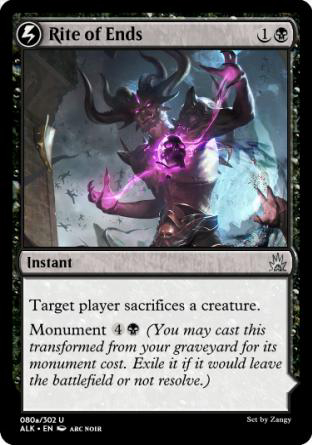 Rite of Ends 1
Instant
Target player sacrifices a creature.
Monument 4 (You may cast this
transformed from your graveyard for its
monument cost. Exile it if it would leave
the battlefield or not resolve.)
080a/302 U Set by Zangy
ALK • EN ARC NOIR